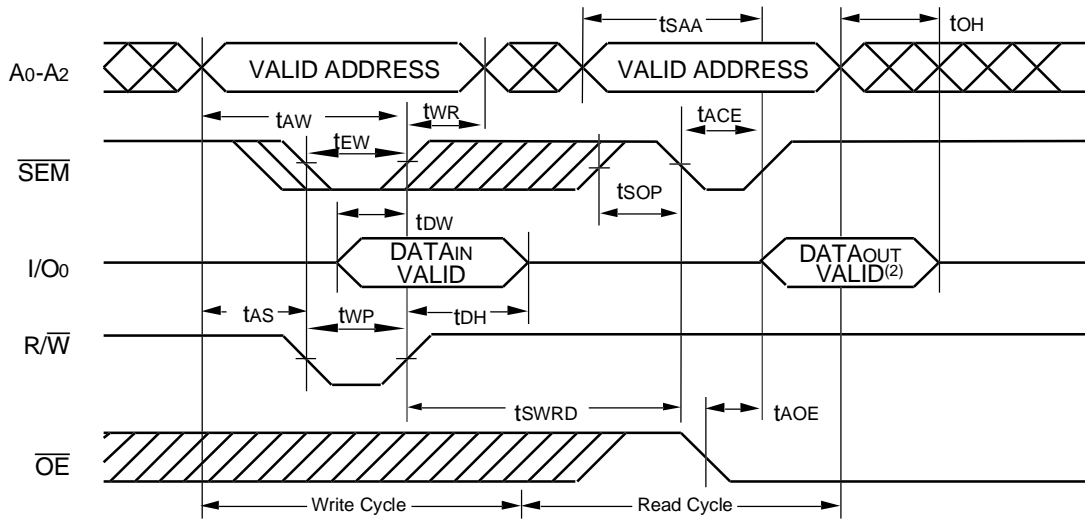 tSAA
tOH
A0-A2
VALID ADDRESS
VALID ADDRESS
tAW
tWR
tACE
tEW
SEM
tSOP
tDW
I/O0
DATAIN
VALID
DATAOUT
VALID(2)
tAS
tWP
tDH
R/W
tSWRD
tAOE
OE
Write Cycle
Read Cycle